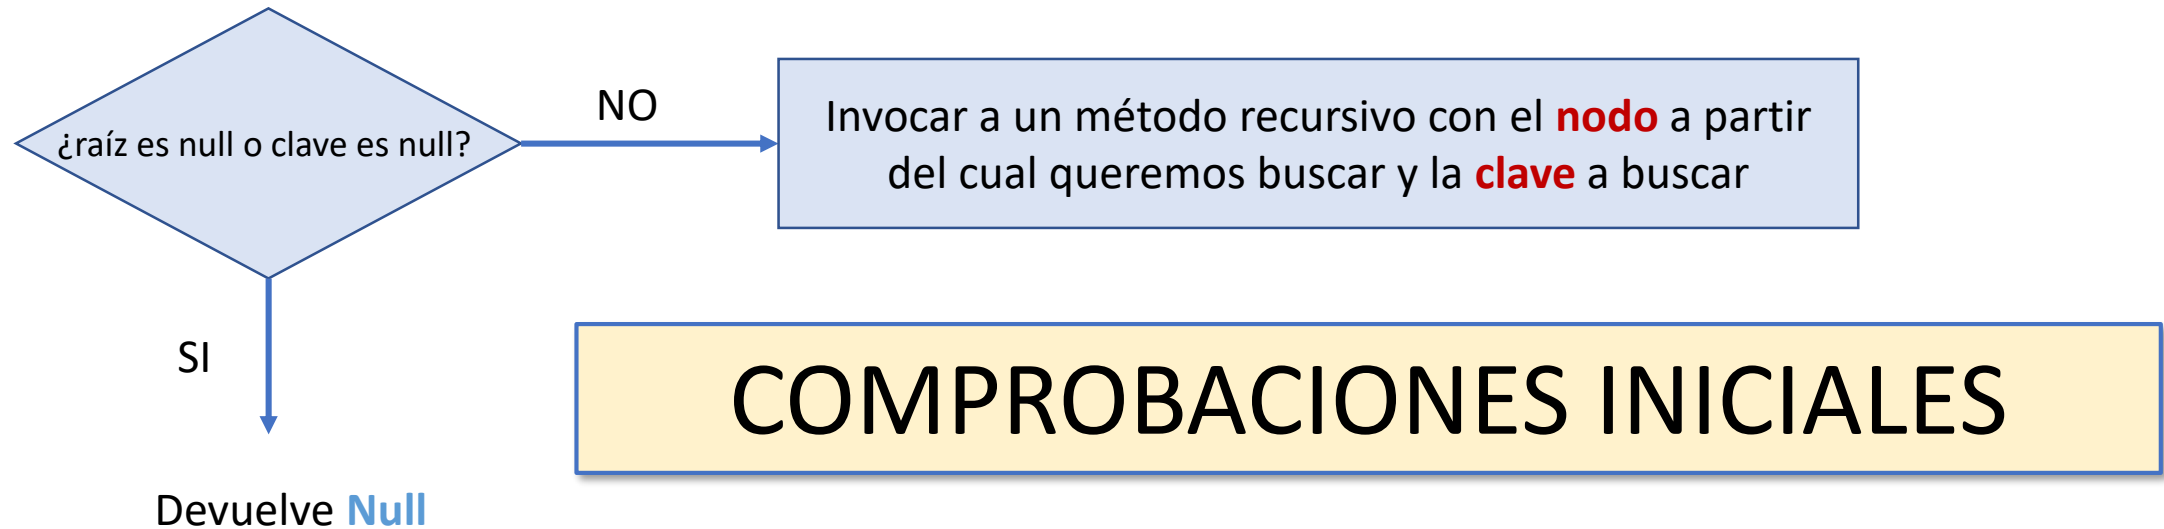 ¿raíz es null o clave es null?
NO
Invocar a un método recursivo con el nodo a partir
del cual queremos buscar y la clave a buscar
SI
COMPROBACIONES INICIALES
Devuelve Null